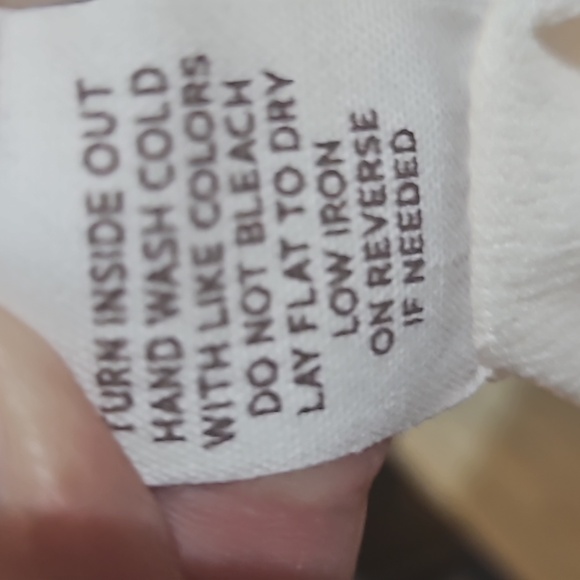 TURN INSIDE OUT
HAND WASH COLD
WITH LIKE COLORS
DO NOT BLEACH
LAY FLAT TO DRY
LOW IRON
ON REVERSE
IF NEEDED